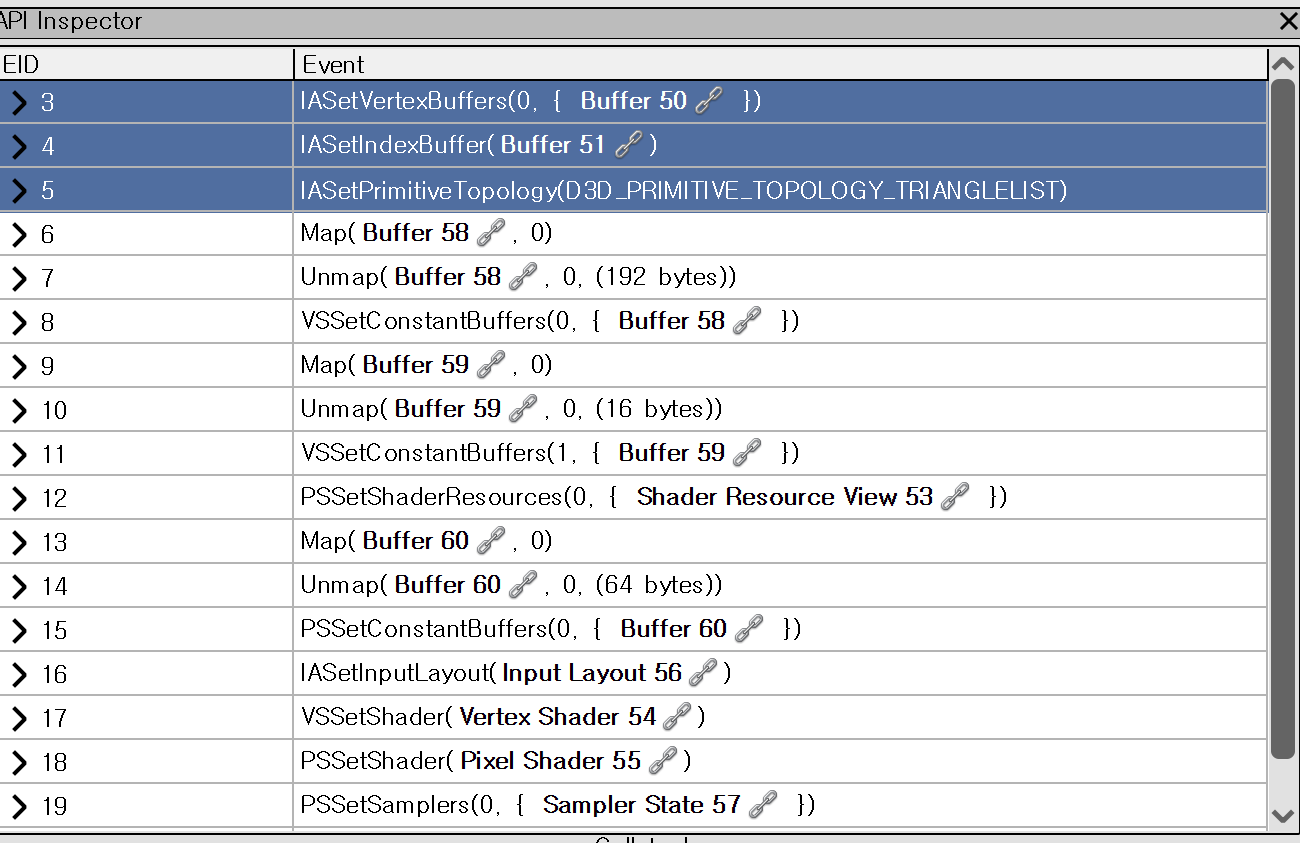 API Inspector
EID Event
3 IASetVertexBuffers(0, { Buffer 50 })
4 IASetIndexBuffer( Buffer 51 )
5 IASetPrimitiveTopology(D3D_PRIMITIVE_TOPOLOGY_TRIANGLELIST)
6 Map( Buffer 58 , 0)
7 Unmap( Buffer 58 , 0, (192 bytes))
8 VSSetConstantBuffers(0, { Buffer 58 })
9 Map( Buffer 59 , 0)
10 Unmap( Buffer 59 , 0, (16 bytes))
11 VSSetConstantBuffers(1, { Buffer 59 })
12 PSSetShaderResources(0, { Shader Resource View 53 })
13 Map( Buffer 60 , 0)
14 Unmap( Buffer 60 , 0, (64 bytes))
15 PSSetConstantBuffers(0, { Buffer 60 })
16 IASetInputLayout( Input Layout 56 )
17 VSSetShader( Vertex Shader 54 )
18 PSSetShader( Pixel Shader 55 )
19 PSSetSamplers(0, { Sampler State 57 })